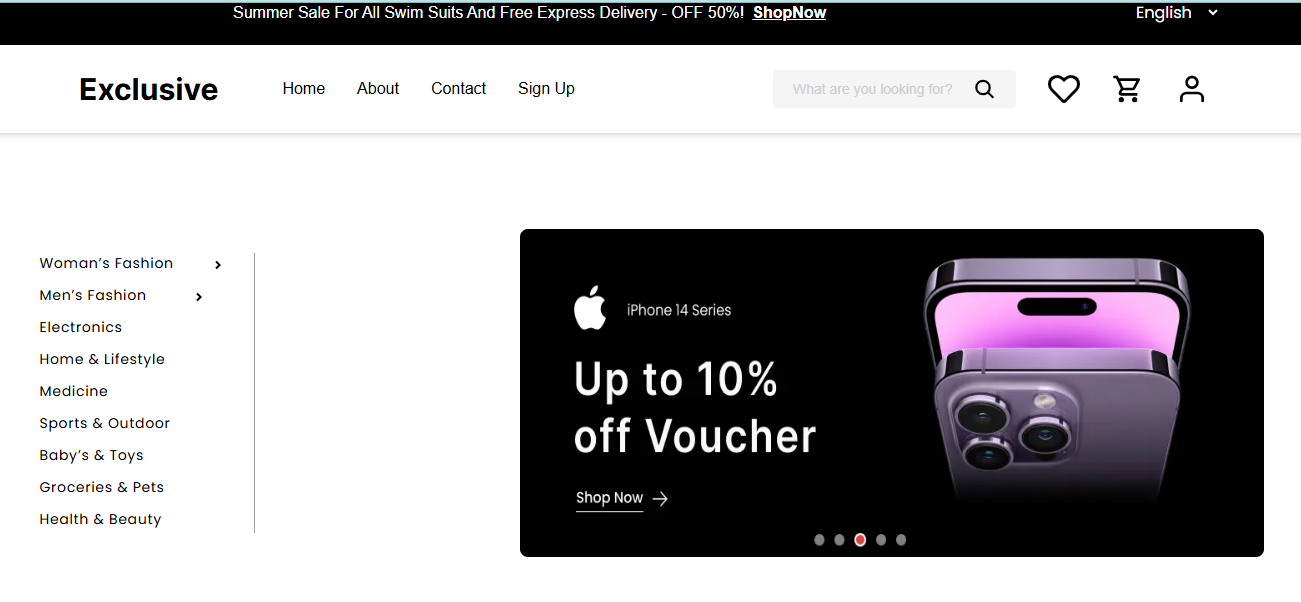 Summer Sale For All Swim Suits And Free Express Delivery - OFF 50%! ShopNow
English
Exclusive
Home
About
Contact
Sign Up
What are you looking for?
Woman’s Fashion
Men’s Fashion
Electronics
Home & Lifestyle
Medicine
Sports & Outdoor
Baby’s & Toys
Groceries & Pets
Health & Beauty
iPhone 14 Series
Up to 10%
off Voucher
Shop Now